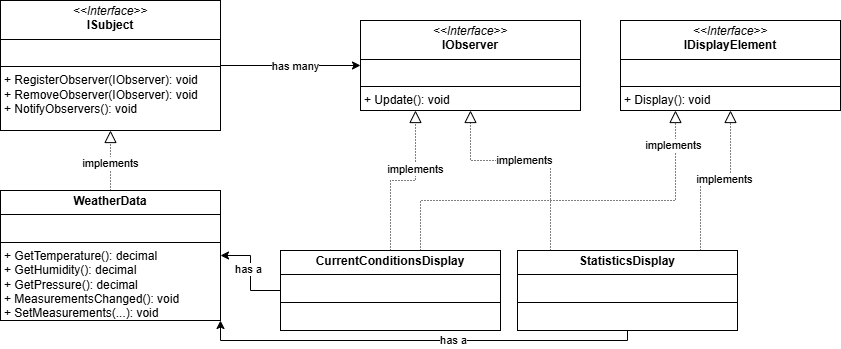 <<Interface>>
ISubject
+ RegisterObserver(IObserver): void
+ RemoveObserver(IObserver): void
+ NotifyObservers(): void
has many
<<Interface>>
IObserver
+ Update(): void
<<Interface>>
IDisplayElement
+ Display(): void
implements
implements
implements
implements
implements
WeatherData
+ GetTemperature(): decimal
+ GetHumidity(): decimal
+ GetPressure(): decimal
+ MeasurementsChanged(): void
+ SetMeasurements(...): void
has a
CurrentConditionsDisplay
StatisticsDisplay
has a